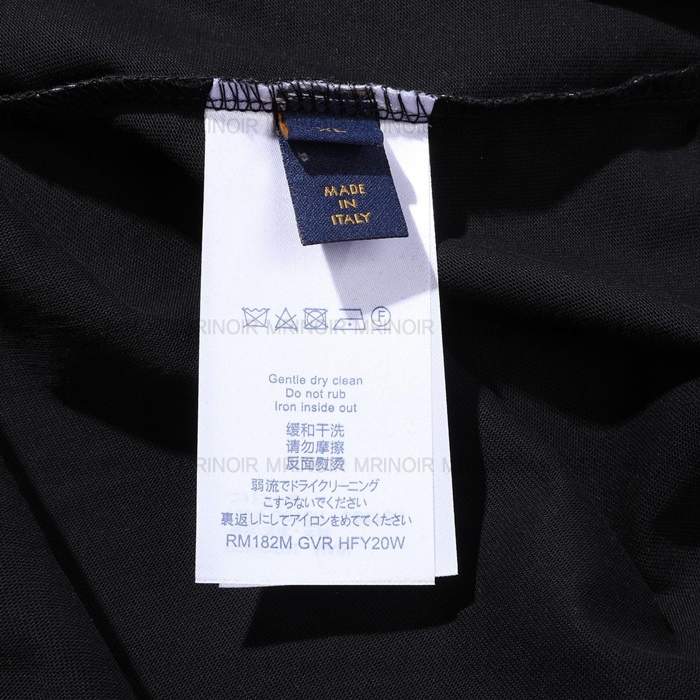 XL
MADE
IN
ITALY
MRINOIR MRINOIR MRINOIR
F
Gentle dry clean
Do not rub
Iron inside out
缓和干洗
请勿摩擦
反面熨烫
MRINOIR MRINOIR
弱流でドライクリーニング
こすらないでください
裏返しにしてアイロンをめててください
RM182M GVR HFY20W